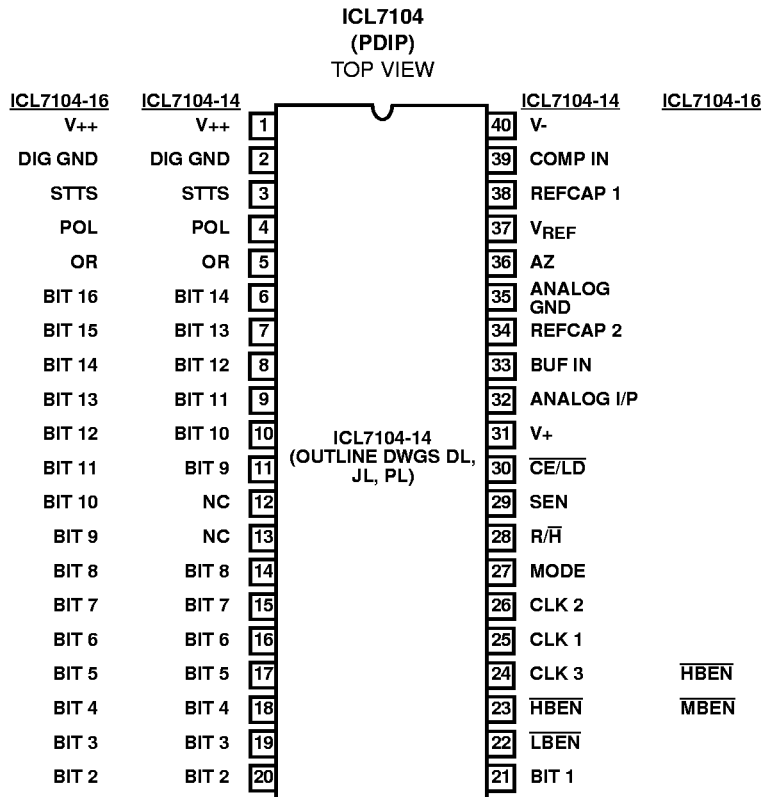 ICL7104
(PDIP)
TOP VIEW
ICL7104-16 ICL7104-14 ICL7104-14 ICL7104-16
V++ V++ 1 40 V-
DIG GND DIG GND 2 39 COMP IN
STTS STTS 3 38 REFCAP 1
POL POL 4 37 VREF
OR OR 5 36 AZ
BIT 16 BIT 14 6 35 ANALOG GND
BIT 15 BIT 13 7 34 REFCAP 2
BIT 14 BIT 12 8 33 BUF IN
BIT 13 BIT 11 9 32 ANALOG I/P
BIT 12 BIT 10 10 31 V+
ICL7104-14
(OUTLINE DWGS DL,
JL, PL)
BIT 11 BIT 9 11 30 CE/LD
BIT 10 NC 12 29 SEN
BIT 9 NC 13 28 R/H
BIT 8 BIT 8 14 27 MODE
BIT 7 BIT 7 15 26 CLK 2
BIT 6 BIT 6 16 25 CLK 1
BIT 5 BIT 5 17 24 CLK 3 HBEN
BIT 4 BIT 4 18 23 HBEN MBEN
BIT 3 BIT 3 19 22 LBEN
BIT 2 BIT 2 20 21 BIT 1